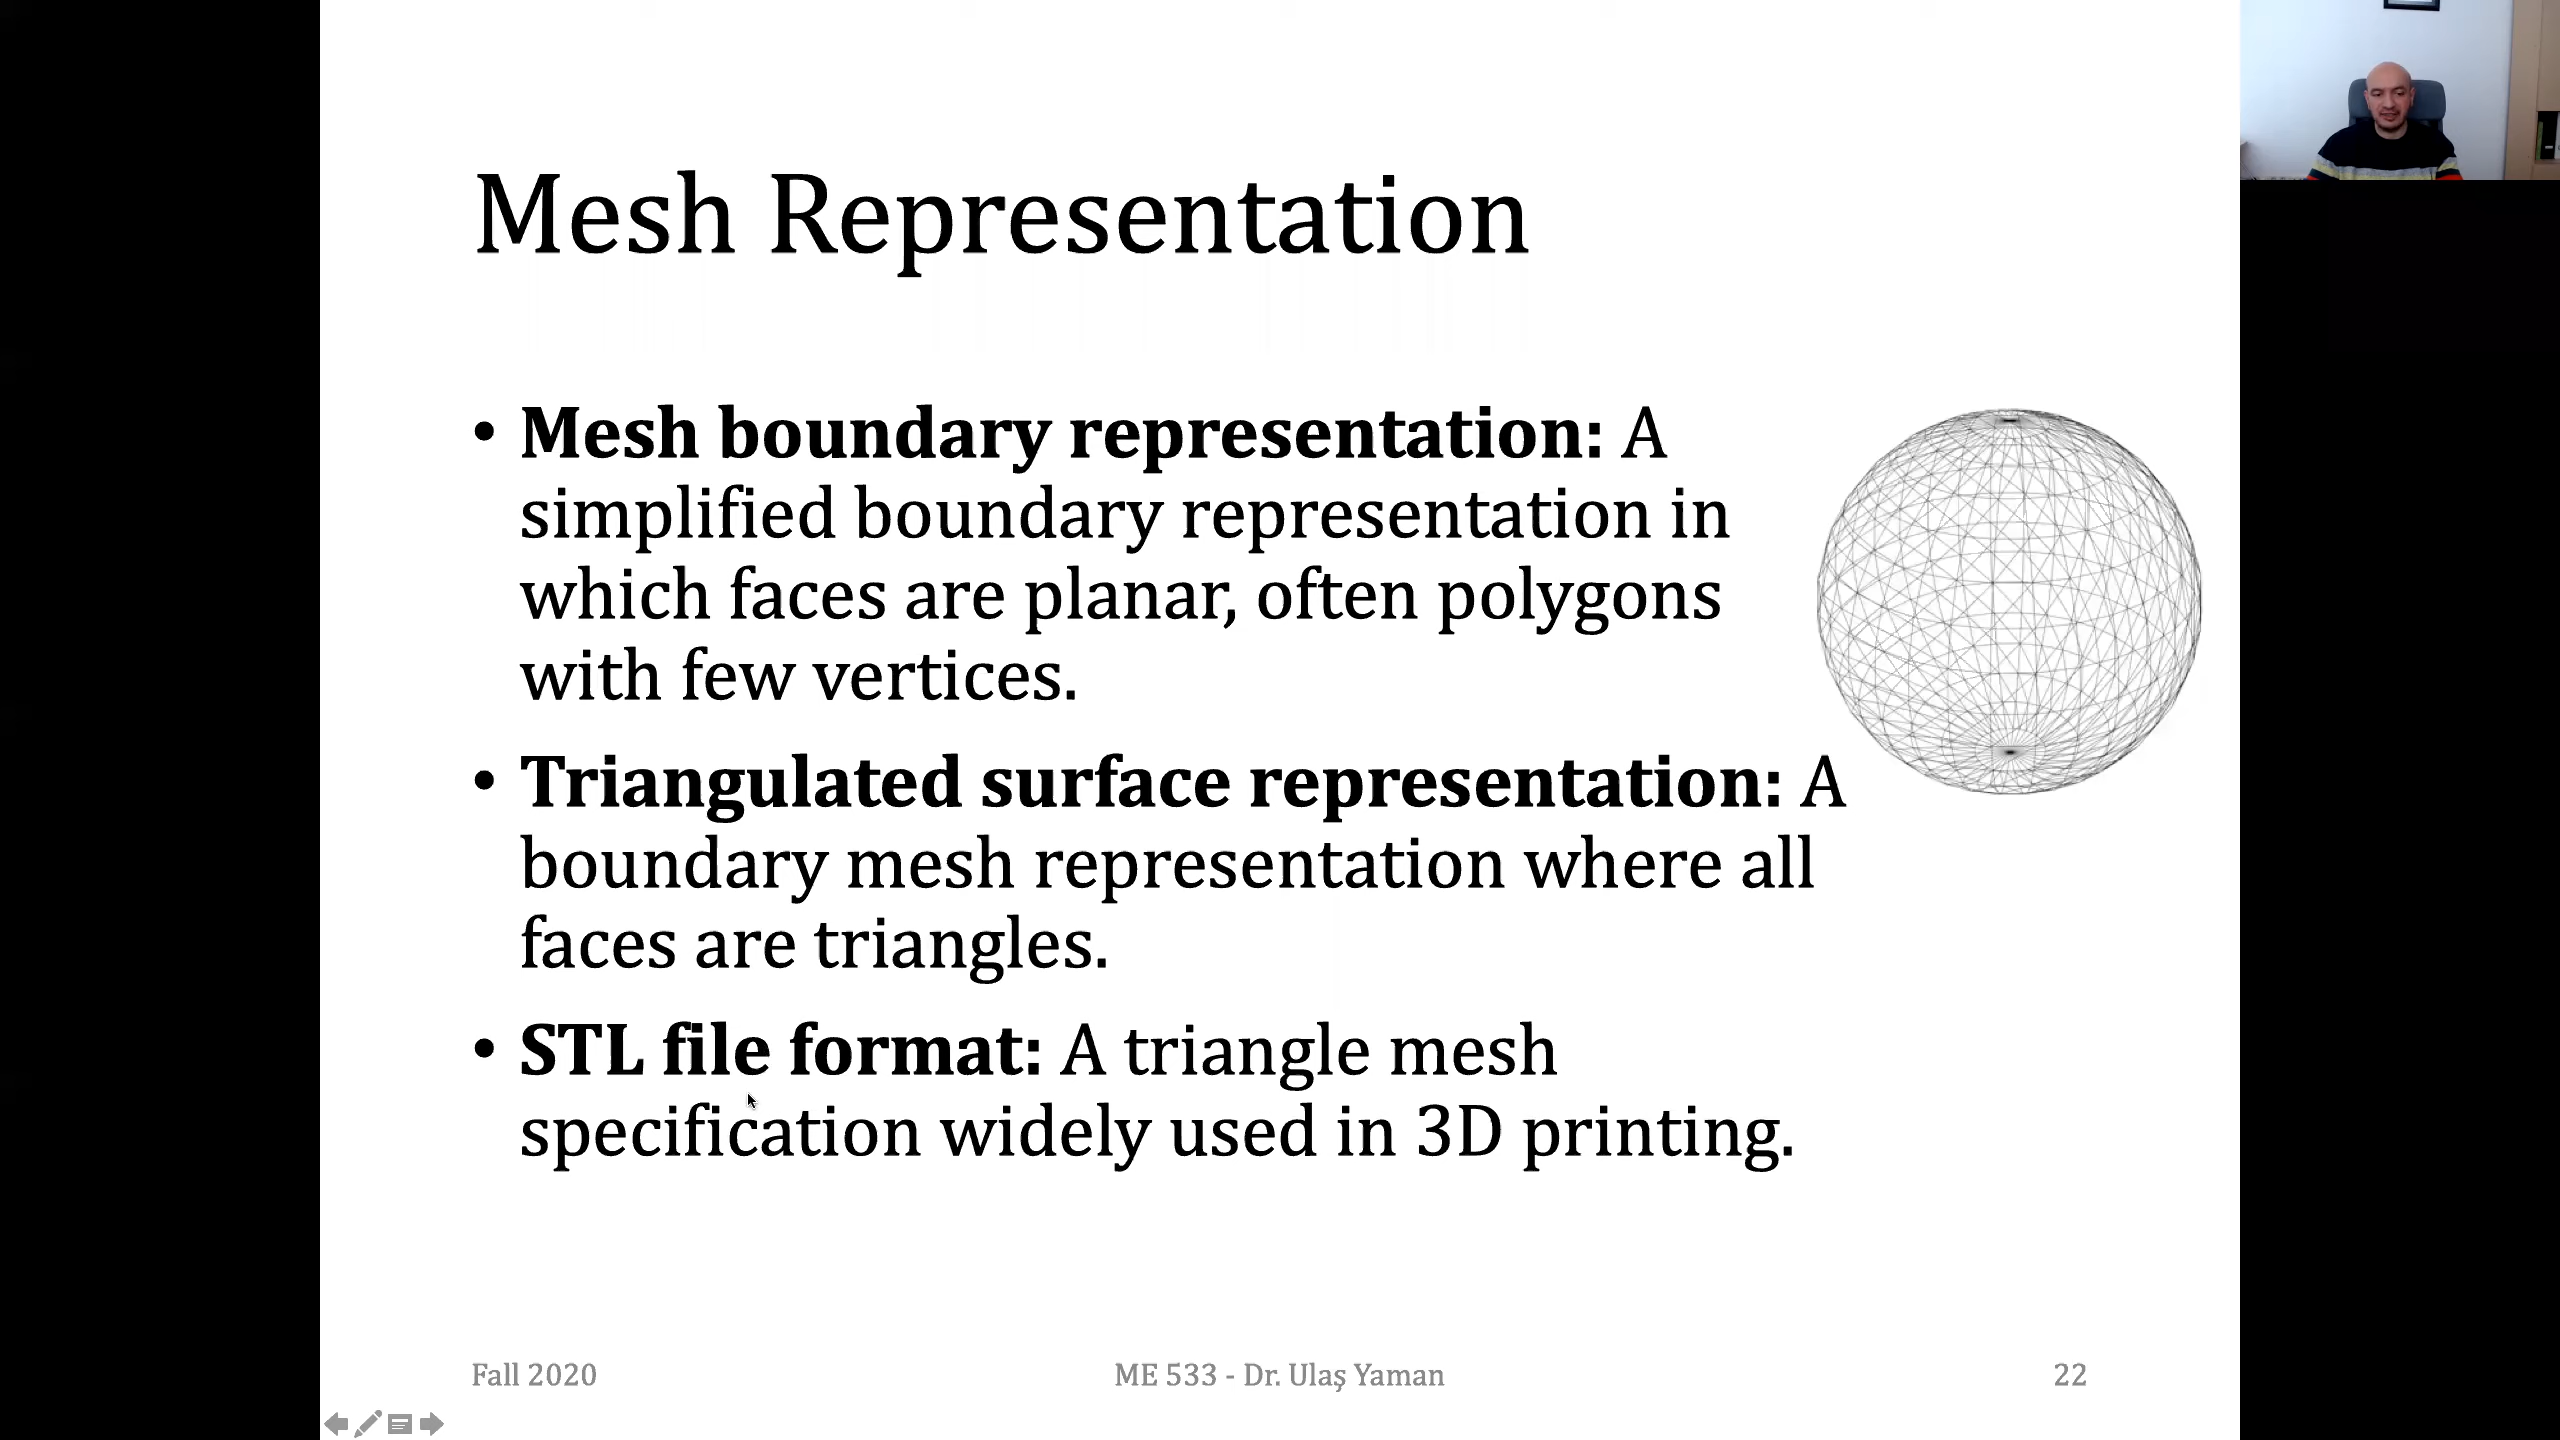 Mesh Representation
• Mesh boundary representation: A
simplified boundary representation in
which faces are planar, often polygons
with few vertices.
• Triangulated surface representation: A
boundary mesh representation where all
faces are triangles.
• STL file format: A triangle mesh
specification widely used in 3D printing.
Fall 2020
ME 533 - Dr. Ulaş Yaman
22